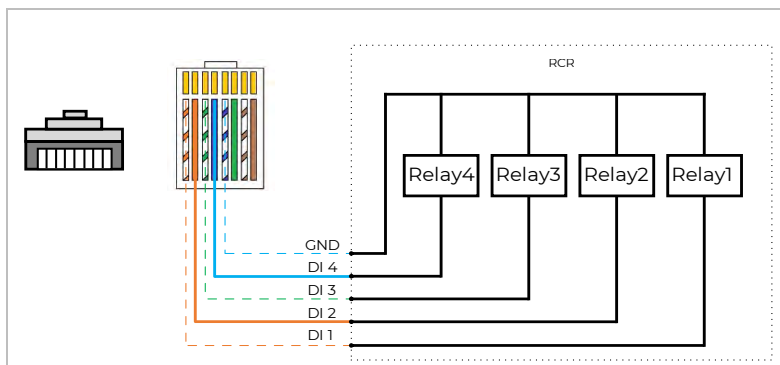 RCR
Relay4 Relay3 Relay2 Relay1
GND
DI 4
DI 3
DI 2
DI 1